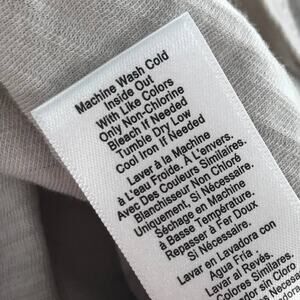 Machine Wash Cold
Inside Out
With Like Colors
Only Non-Chlorine
Bleach If Needed
Tumble Dry Low
Cool Iron If Needed
Laver à la Machine
à L'eau Froide. À L'envers.
Avec Des Couleurs Similaires.
Blanchisseur Non Chloré
Uniquement, Si Nécessaire.
Séchage en Machine
à Basse Température.
Repasser à Fer Doux
Si Nécessaire.
Lavar en Lavadora con
Agua Fría
Lavar al Revés.
Colores Similares.